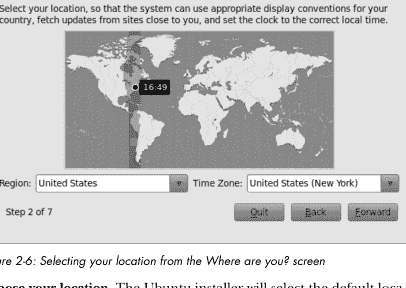 Select your location, so that the system can use appropriate display conventions for your
country, fetch updates from sites close to you, and set the clock to the correct local time.
16:49
Region: United States Time Zone: United States (New York)
Step 2 of 7 Quit Back Forward
ure 2-6: Selecting your location from the Where are you? screen
your location. The Ubuntu installer will select the default loca